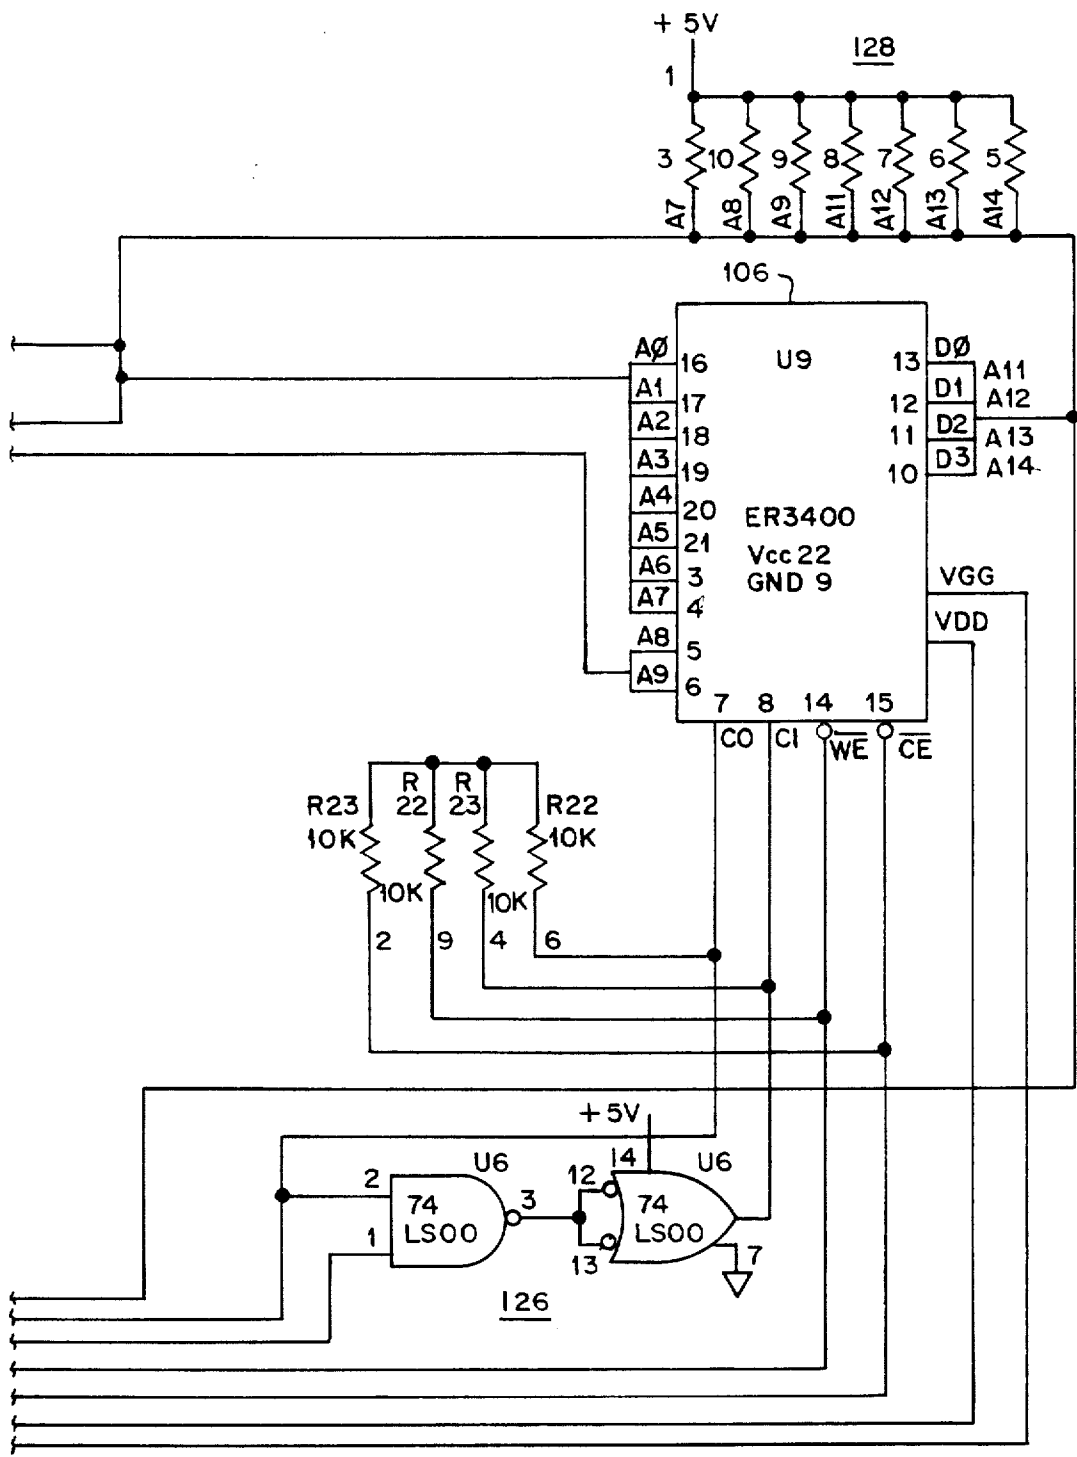 + 5V
128
1
3 10 9 8 7 6 5
A7 A8 A9 A11 A12 A13 A14
106
U9
AØ 16
A1 17
A2 18
A3 19
A4 20
A5 21
A6 3
A7 4
A8 5
A9 6
13 DØ A11
12 D1 A12
11 D2 A13
10 D3 A14
ER3400
Vcc 22
GND 9
VGG
VDD
7 8 14 15
CO CI WE CE
R23 10K
R 22 10K
R 23 10K
R22 10K
2 9 4 6
+ 5V
2 1 U6 74 LS00 3
12 13 14 U6 74 LS00 7
126